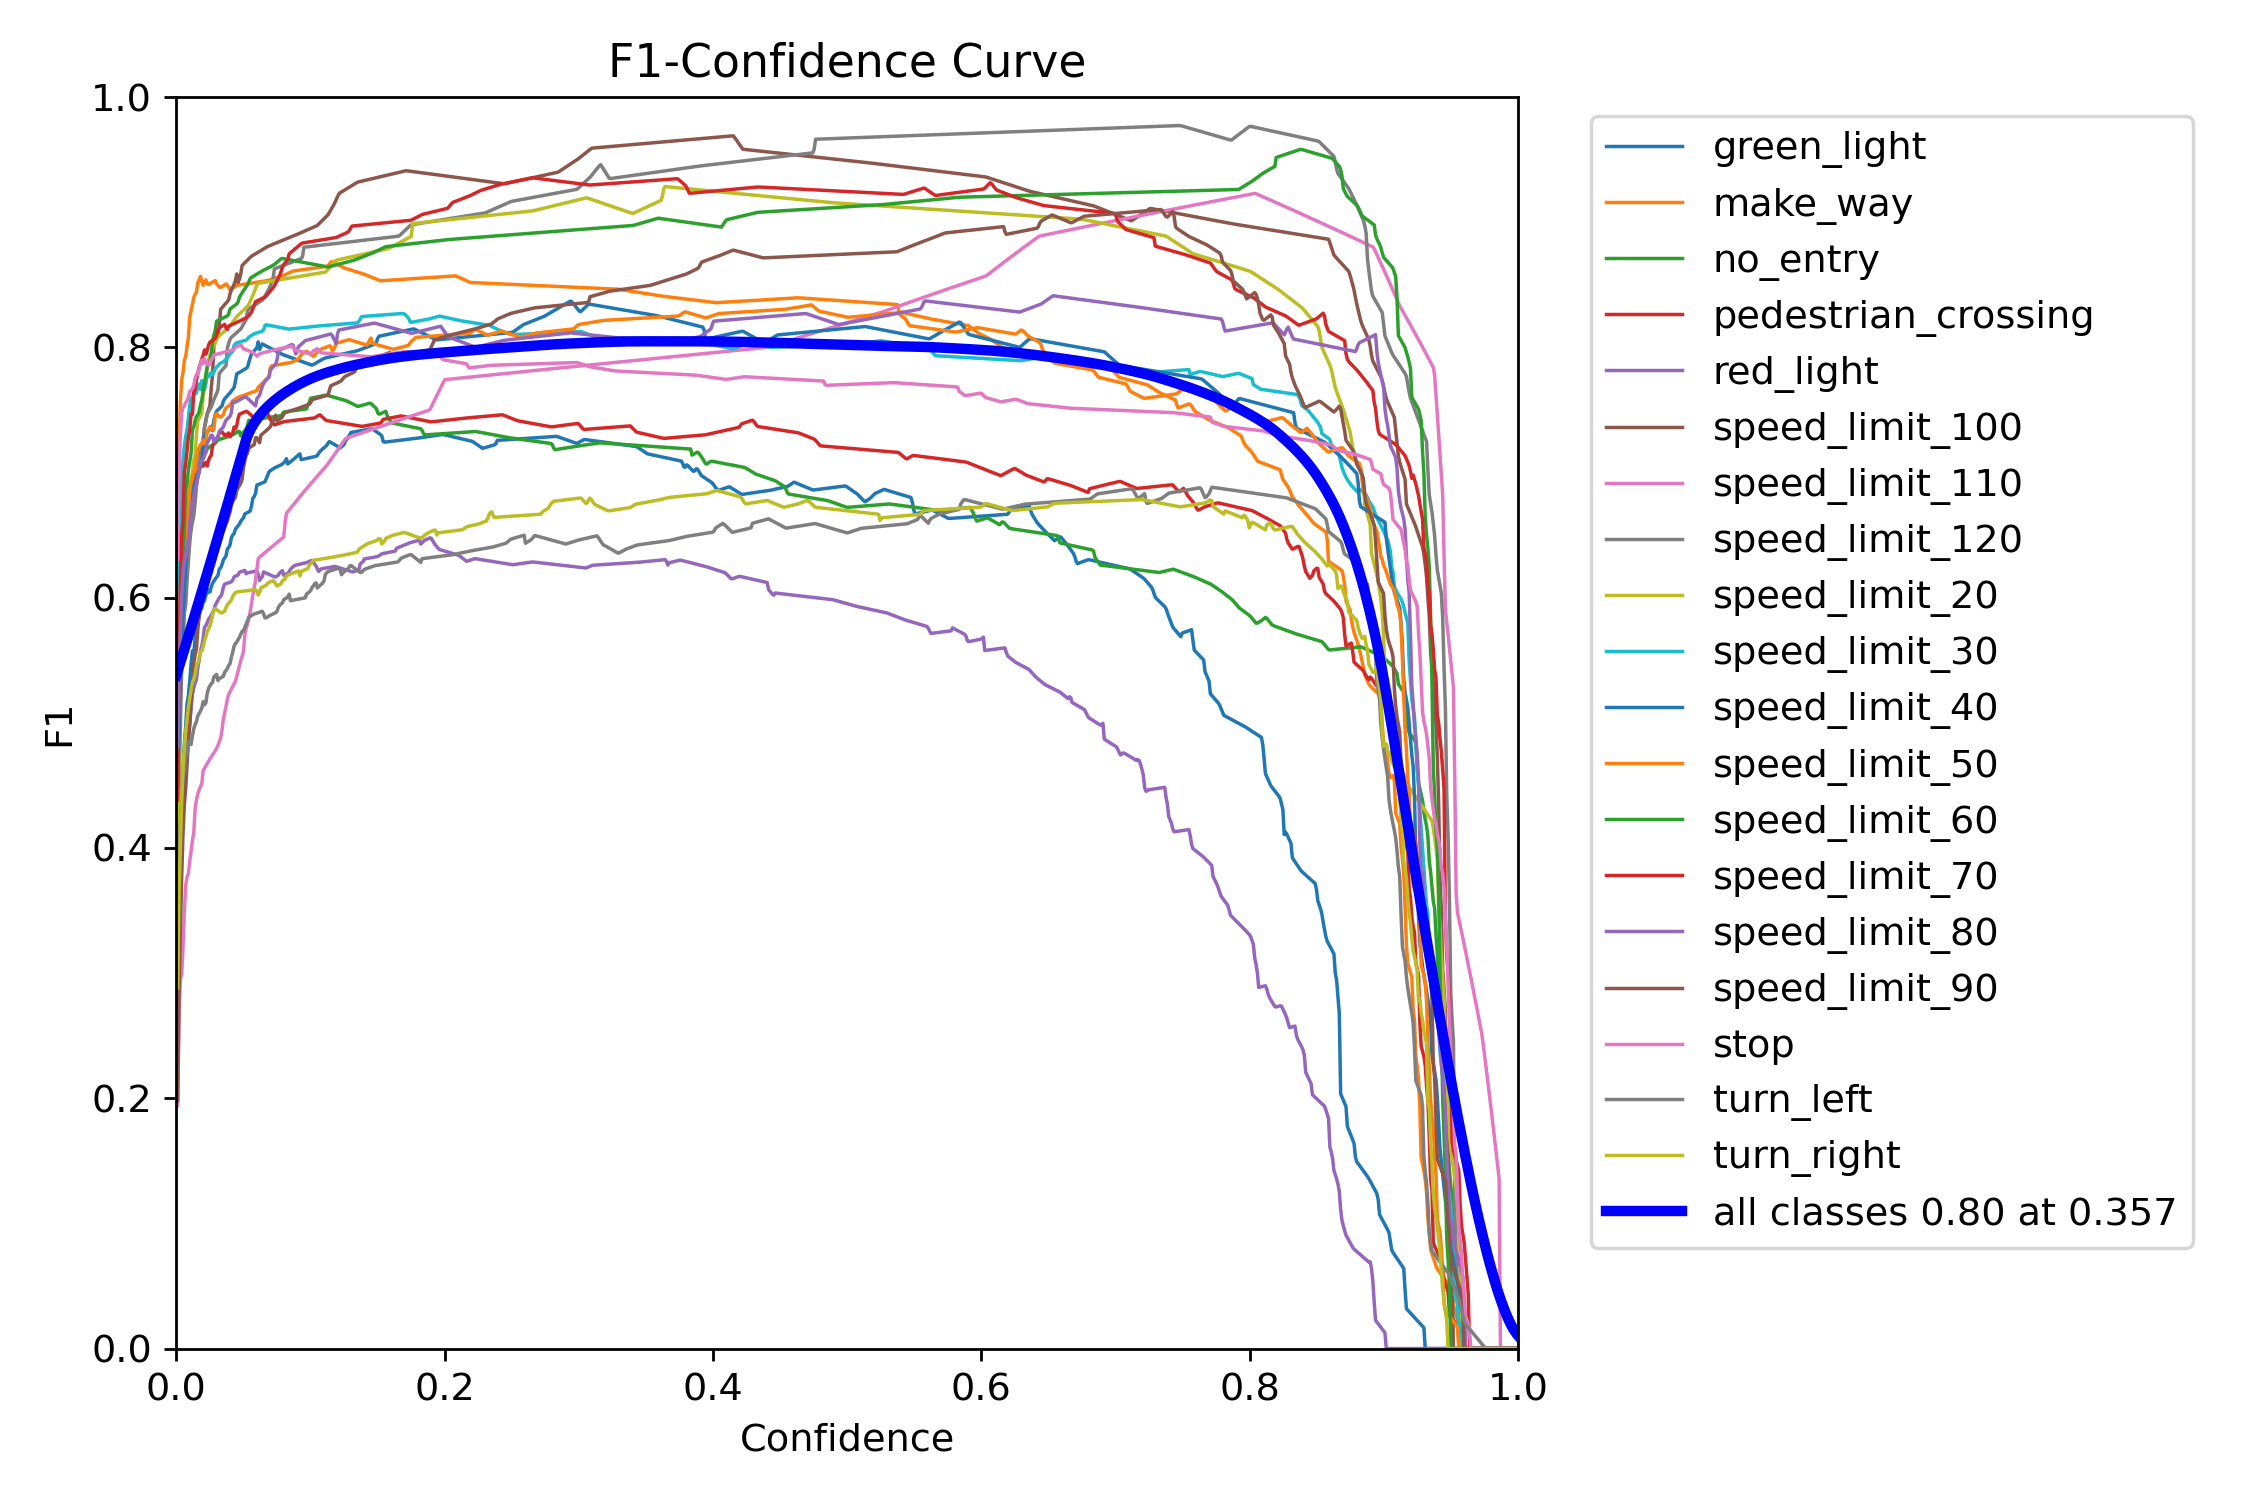 F1-Confidence Curve
1.0
0.8
0.6
0.4
0.2
0.0
F1
0.0 0.2 0.4 0.6 0.8 1.0
Confidence
green_light
make_way
no_entry
pedestrian_crossing
red_light
speed_limit_100
speed_limit_110
speed_limit_120
speed_limit_20
speed_limit_30
speed_limit_40
speed_limit_50
speed_limit_60
speed_limit_70
speed_limit_80
speed_limit_90
stop
turn_left
turn_right
all classes 0.80 at 0.357